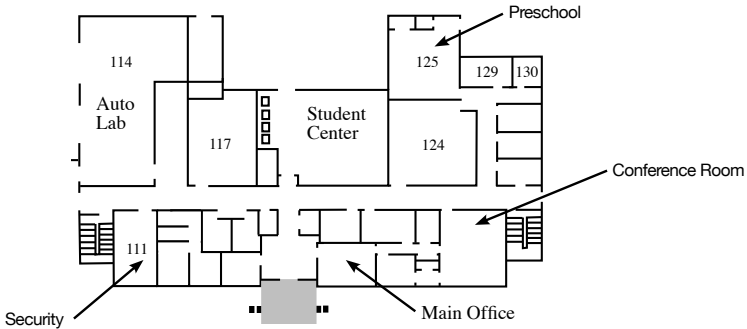 Preschool
114
125
129
130
Auto
Lab
Student
Center
117
124
Conference Room
111
Security
Main Office